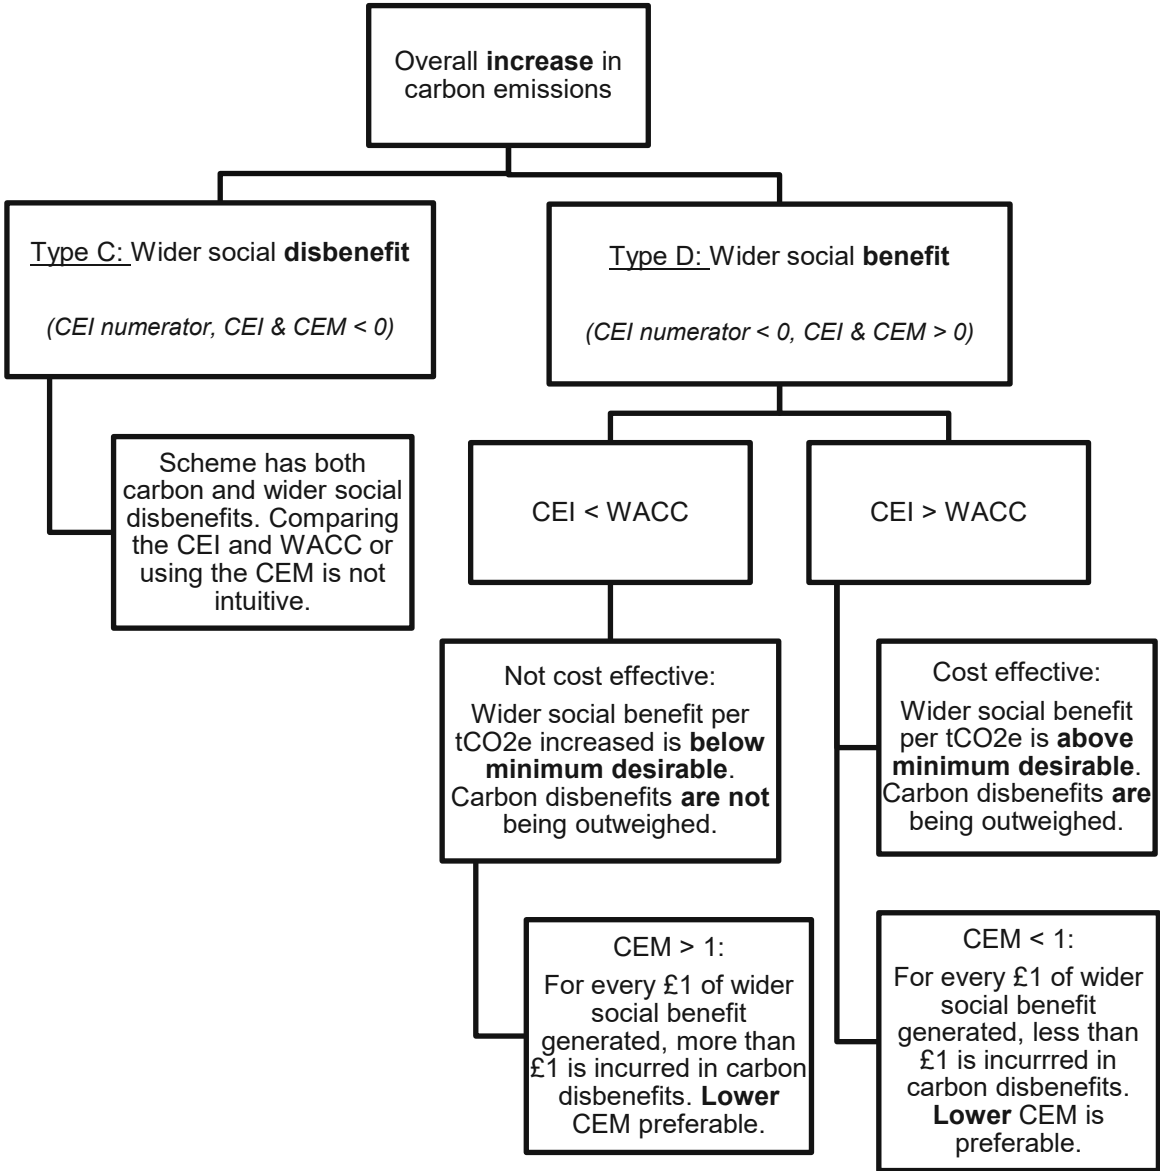 Overall increase in
carbon emissions
Type C: Wider social disbenefit
(CEI numerator, CEI & CEM < 0)
Type D: Wider social benefit
(CEI numerator < 0, CEI & CEM > 0)
Scheme has both
carbon and wider social
disbenefits. Comparing
the CEI and WACC or
using the CEM is not
intuitive.
CEI < WACC
CEI > WACC
Not cost effective:
Wider social benefit per
tCO2e increased is below
minimum desirable.
Carbon disbenefits are not
being outweighed.
Cost effective:
Wider social benefit
per tCO2e is above
minimum desirable.
Carbon disbenefits are
being outweighed.
CEM > 1:
For every £1 of wider
social benefit
generated, more than
£1 is incurred in carbon
disbenefits. Lower
CEM preferable.
CEM < 1:
For every £1 of wider
social benefit
generated, less than
£1 is incurrred in
carbon disbenefits.
Lower CEM is
preferable.